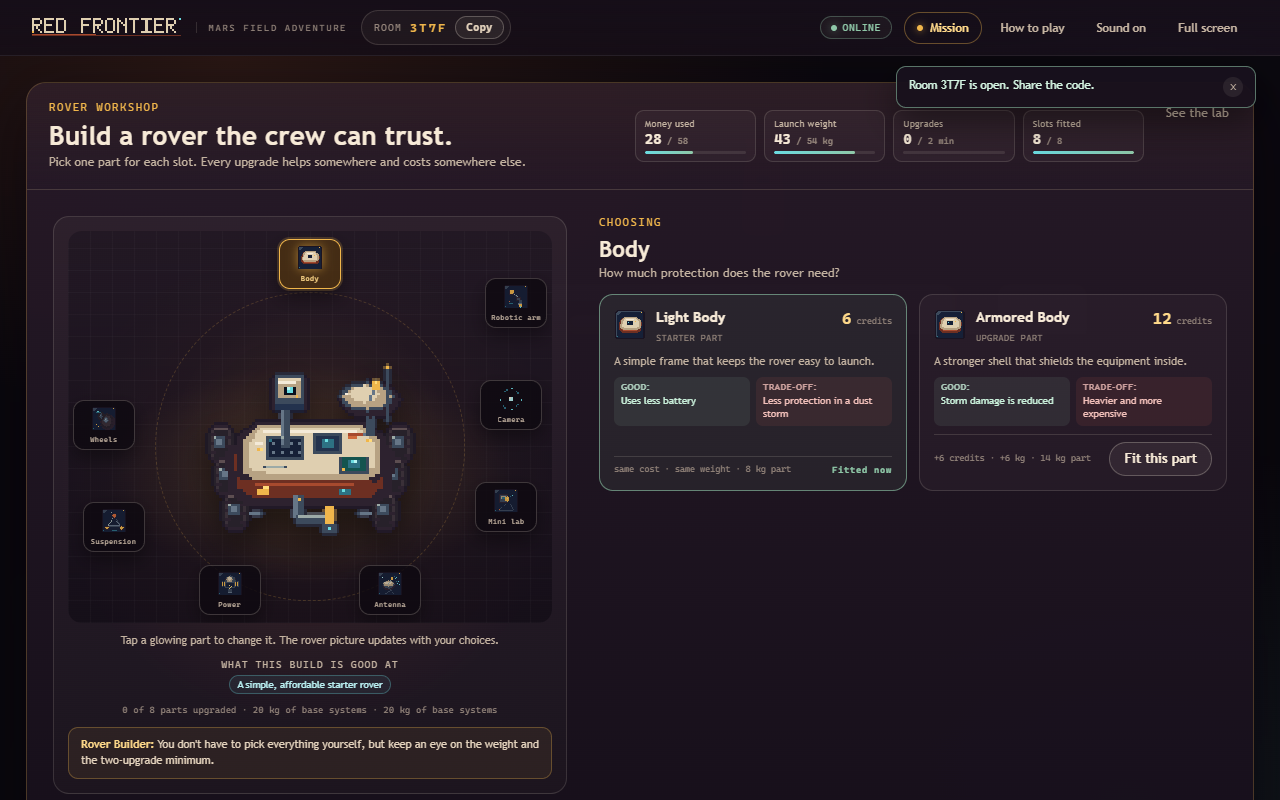 RED FRONTIER
MARS FIELD ADVENTURE
ROOM 3T7F Copy
ONLINE
Mission
How to play
Sound on
Full screen
Room 3T7F is open. Share the code.
X
ROVER WORKSHOP
Build a rover the crew can trust.
Pick one part for each slot. Every upgrade helps somewhere and costs somewhere else.
Money used
28 / 58
Launch weight
43 / 54 kg
Upgrades
0 / 2 min
Slots fitted
8 / 8
See the lab
Body
Robotic arm
Camera
Wheels
Mini lab
Suspension
Power
Antenna
Tap a glowing part to change it. The rover picture updates with your choices.
WHAT THIS BUILD IS GOOD AT
A simple, affordable starter rover
0 of 8 parts upgraded · 20 kg of base systems · 20 kg of base systems
Rover Builder: You don't have to pick everything yourself, but keep an eye on the weight and
the two-upgrade minimum.
CHOOSING
Body
How much protection does the rover need?
Light Body
6 credits
STARTER PART
A simple frame that keeps the rover easy to launch.
GOOD:
Uses less battery
TRADE-OFF:
Less protection in a dust
storm
same cost · same weight · 8 kg part
Fitted now
Armored Body
12 credits
UPGRADE PART
A stronger shell that shields the equipment inside.
GOOD:
Storm damage is reduced
TRADE-OFF:
Heavier and more
expensive
+6 credits · +6 kg · 14 kg part
Fit this part